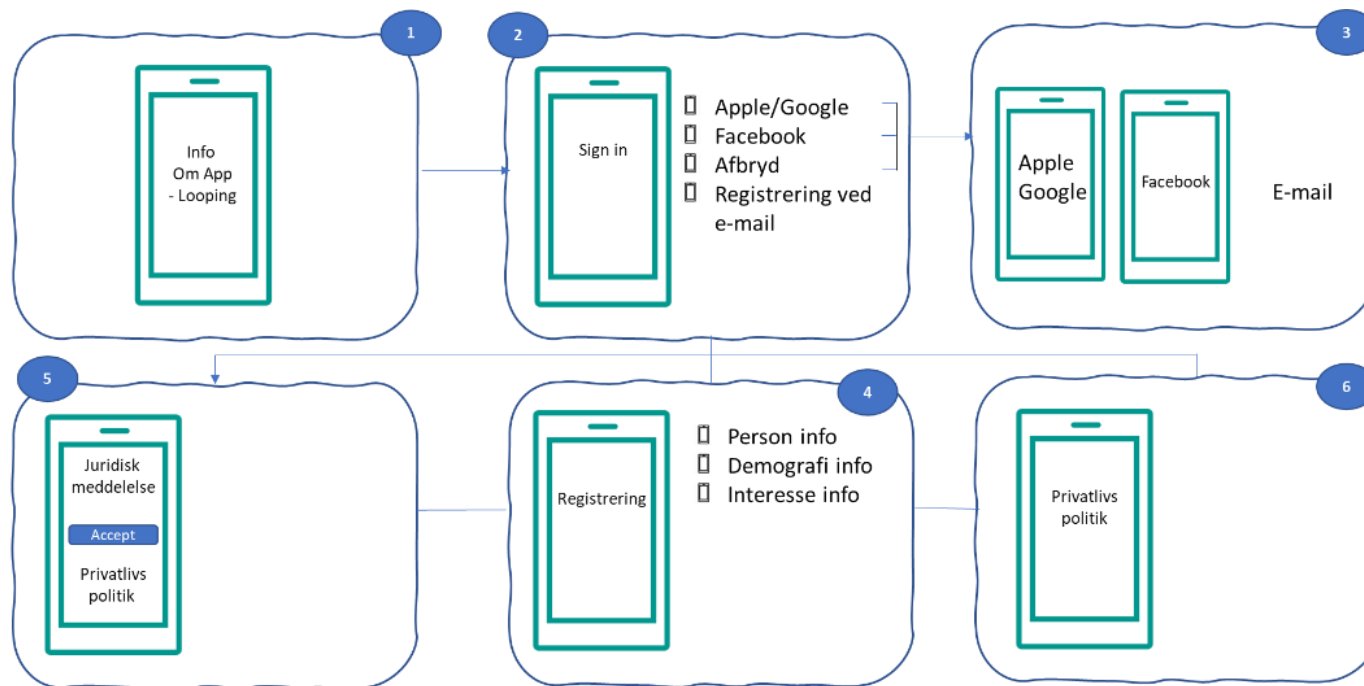 1
Info
Om App
- Looping
2
Sign in
Apple/Google
Facebook
Afbryd
Registrering ved
e-mail
3
Apple
Google
Facebook
E-mail
5
Juridisk
meddelelse
Accept
Privatlivs
politik
4
Registrering
Person info
Demografi info
Interesse info
6
Privatlivs
politik